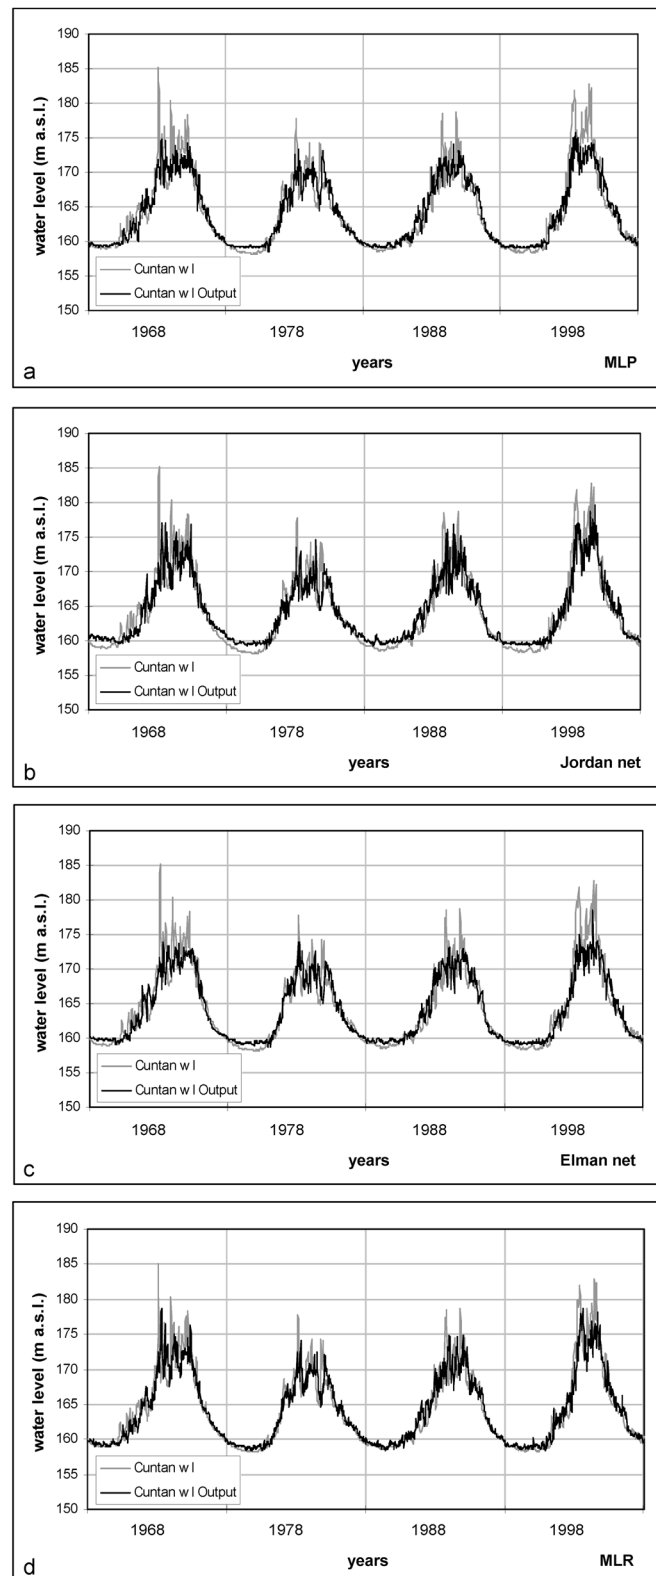 190
185
180
175
170
165
160
155
150
water level (m a.s.l.)
Cuntan w l
Cuntan w l Output
1968 1978 1988 1998
years
MLP
a
190
185
180
175
170
165
160
155
150
water level (m a.s.l.)
Cuntan w l
Cuntan w l Output
1968 1978 1988 1998
years
Jordan net
b
190
185
180
175
170
165
160
155
150
water level (m a.s.l.)
Cuntan w l
Cuntan w l Output
1968 1978 1988 1998
years
Elman net
c
190
185
180
175
170
165
160
155
150
water level (m a.s.l.)
Cuntan w l
Cuntan w l Output
1968 1978 1988 1998
years
MLR
d